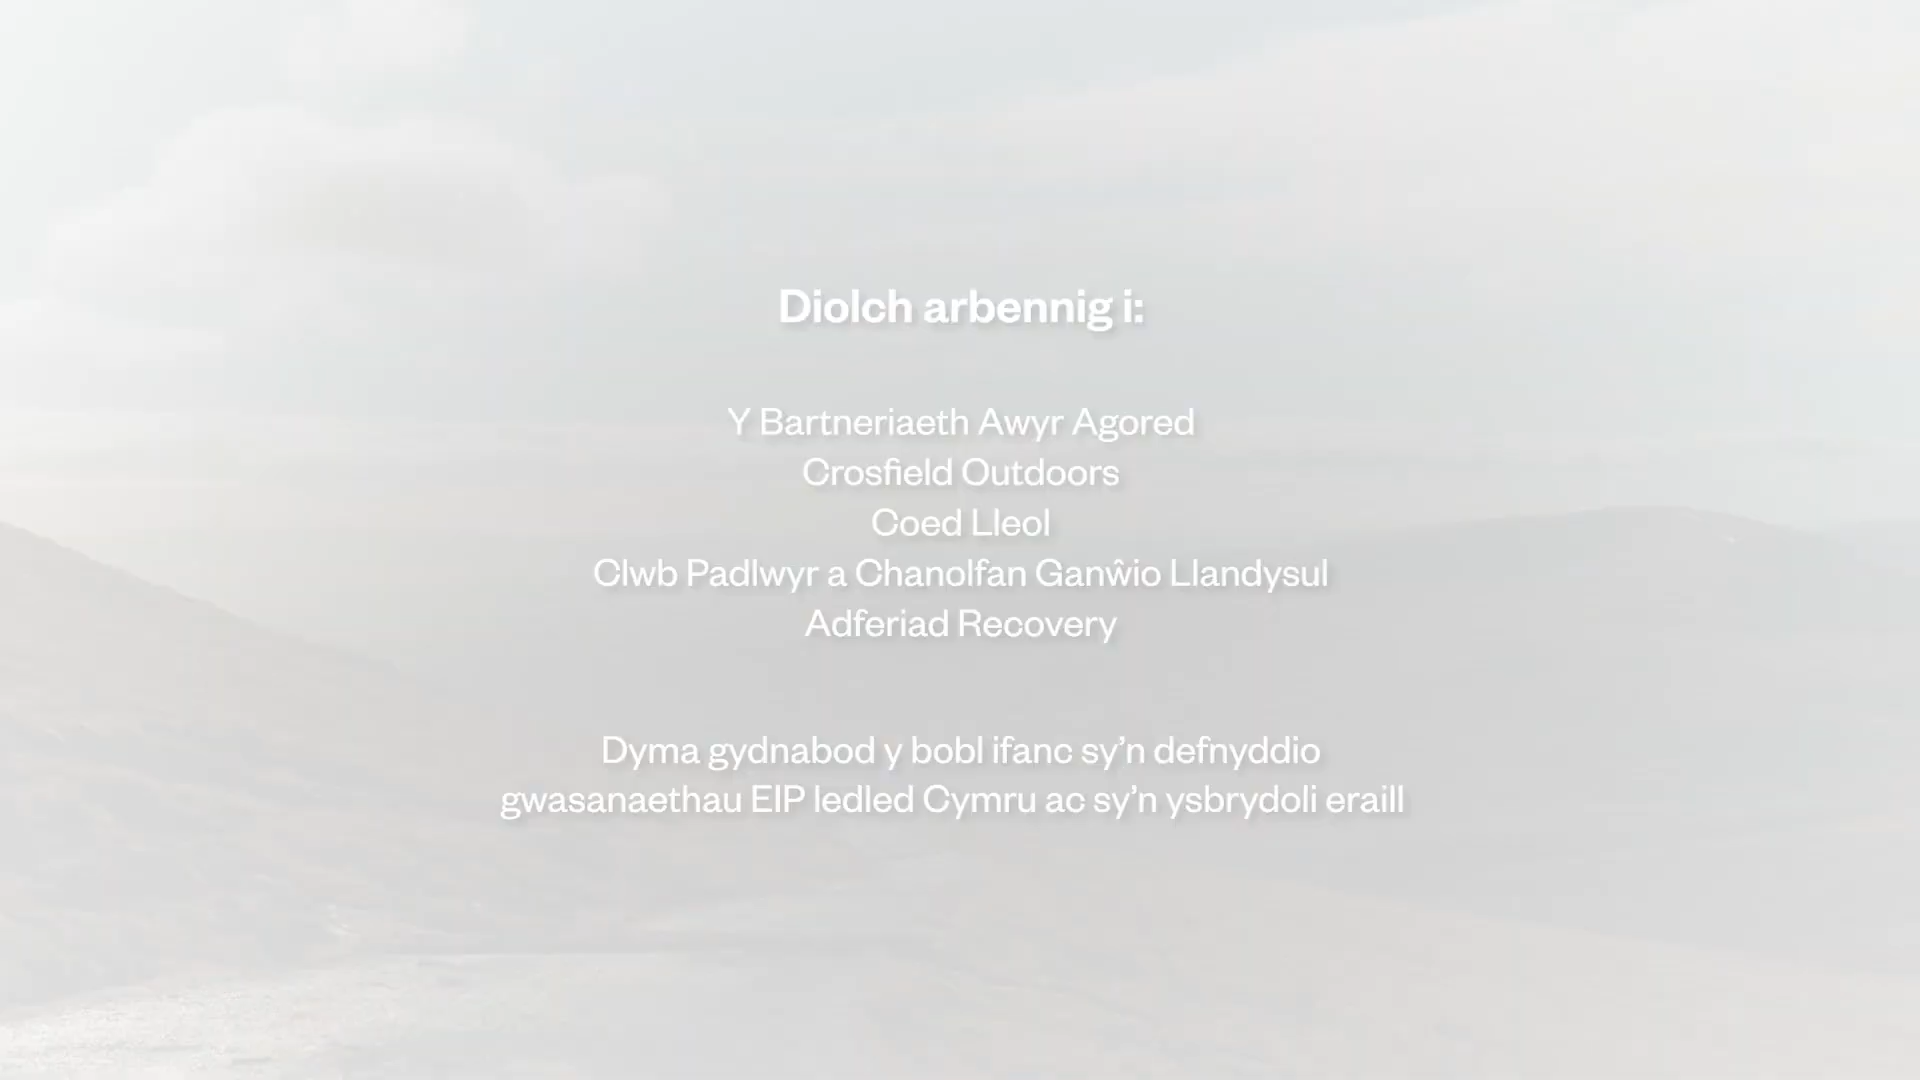 Diolch arbennig i:
Y Bartneriaeth Awyr Agored
Crosfield Outdoors
Coed Lleol
Clwb Padlwyr a Chanolfan Ganŵio Llandysul
Adferiad Recovery
Dyma gydnabod y bobl ifanc sy’n defnyddio
gwasanaethau EIP ledled Cymru ac sy’n ysbrydoli eraill